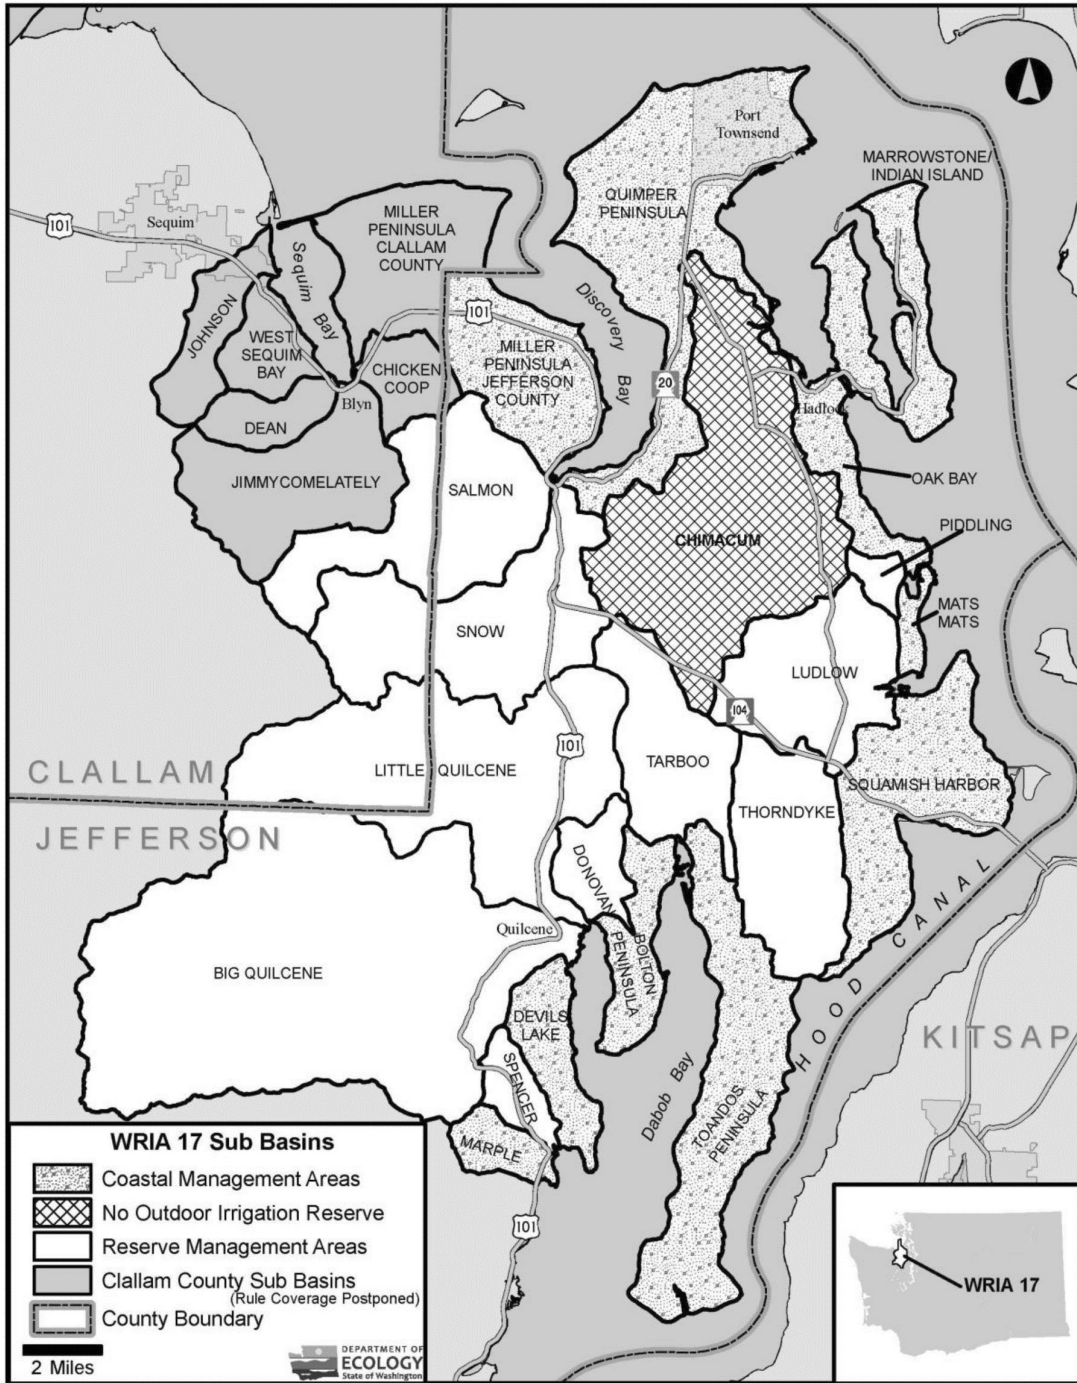 Port
Townsend
MARROWSTONE/
INDIAN ISLAND
QUIMPER
PENINSULA
MILLER
PENINSULA
CLALLAM
COUNTY
Sequim
101
Sequim Bay
Discovery Bay
JOHNSON
101
WEST
SEQUIM
BAY
CHICKEN
COOP
MILLER
PENINSULA
JEFFERSON
COUNTY
20
Blyn
Hadlock
DEAN
JIMMYCOMELATELY
SALMON
OAK BAY
PIDDLING
CHIMACUM
MATS
MATS
SNOW
LUDLOW
104
101
CLALLAM
LITTLE QUILCENE
TARBOO
SQUAMISH HARBOR
JEFFERSON
THORNDYKE
DONOVAN
HOOD CANAL
Quilcene
BOLTON
PENINSULA
BIG QUILCENE
DEVILS
LAKE
KITSAP
SPENCER
Dabob Bay
TOANDOS
PENINSULA
MARPLE
101
WRIA 17 Sub Basins
Coastal Management Areas
No Outdoor Irrigation Reserve
Reserve Management Areas
Clallam County Sub Basins
(Rule Coverage Postponed)
County Boundary
2 Miles
DEPARTMENT OF
ECOLOGY
State of Washington
WRIA 17